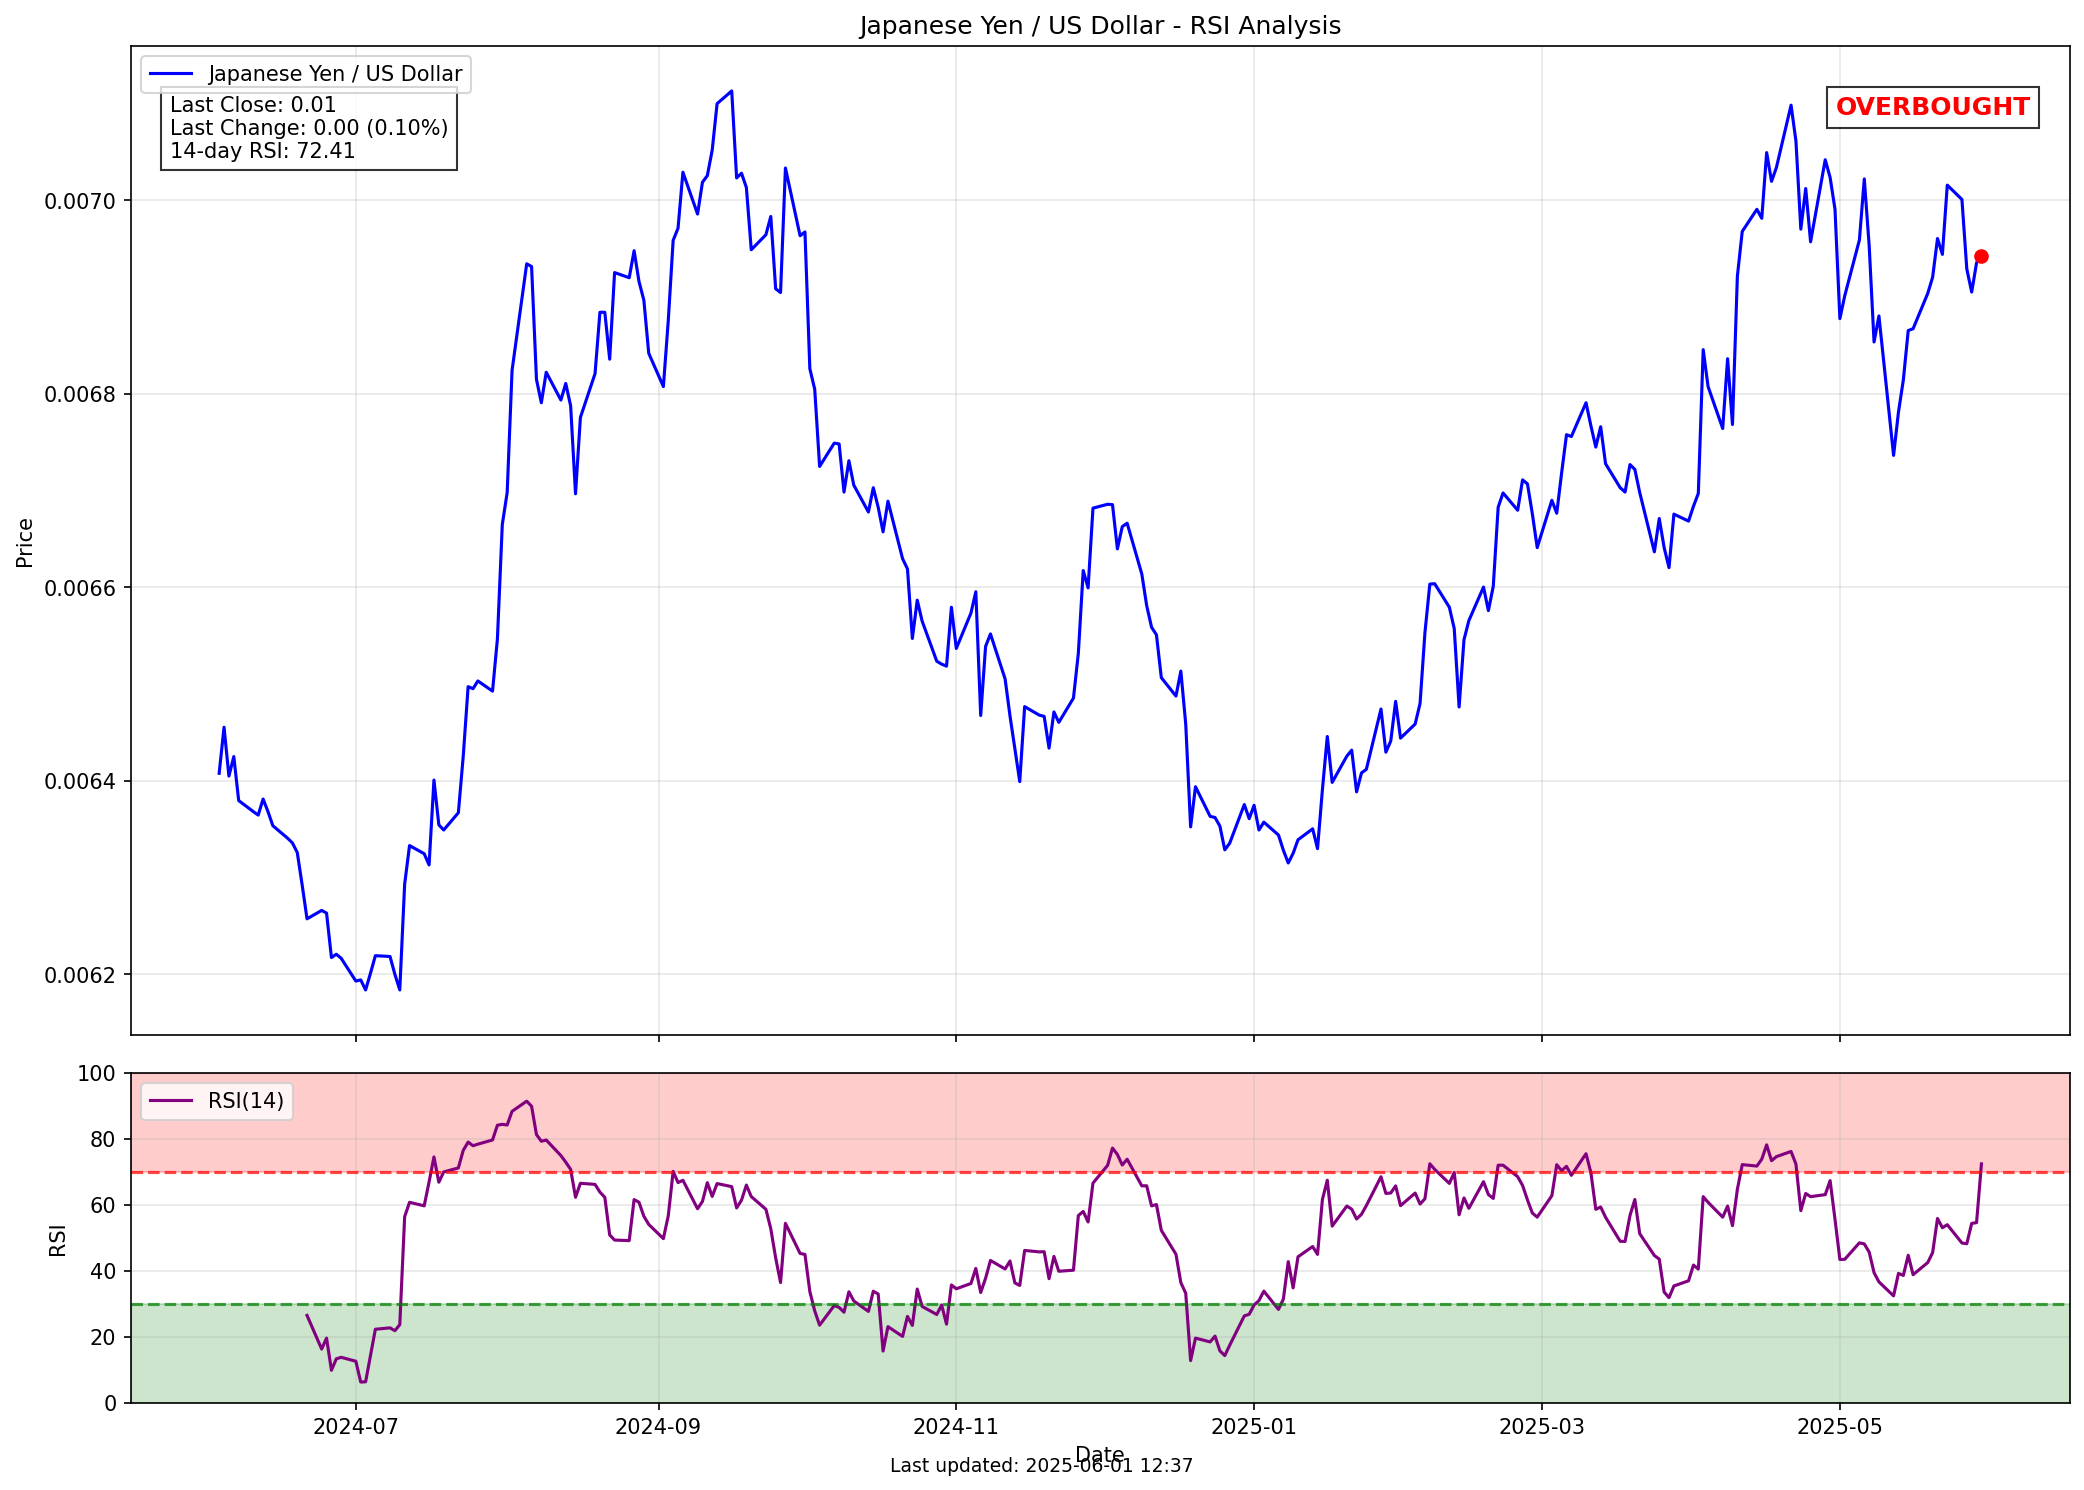 Japanese Yen / US Dollar - RSI Analysis
Japanese Yen / US Dollar
Last Close: 0.01
Last Change: 0.00 (0.10%)
14-day RSI: 72.41
OVERBOUGHT
Price
0.0070
0.0068
0.0066
0.0064
0.0062
RSI(14)
RSI
100
80
60
40
20
0
2024-07
2024-09
2024-11
2025-01
2025-03
2025-05
Date
Last updated: 2025-06-01 12:37